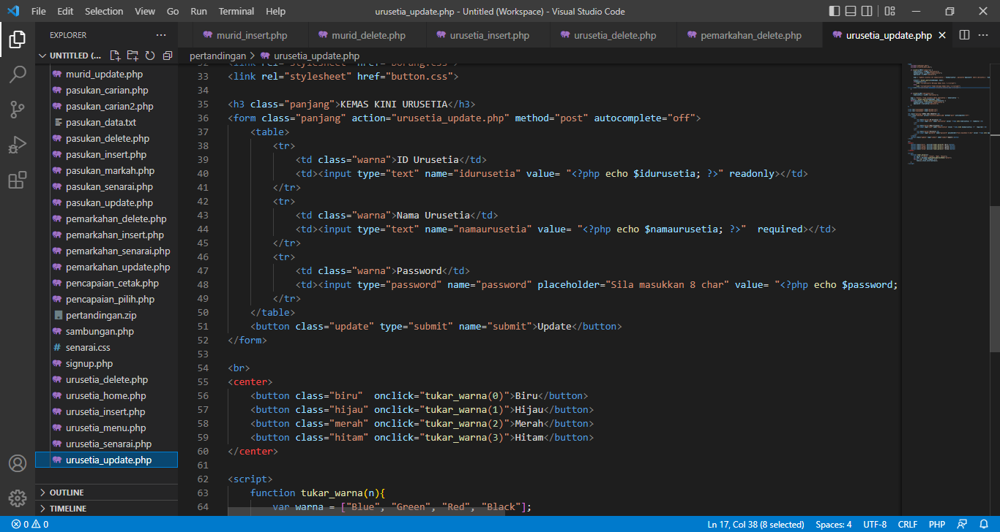 File Edit Selection View Go Run Terminal Help
urusetia_update.php - Untitled (Workspace) - Visual Studio Code
EXPLORER
UNTITLED (...
murid_update.php
pasukan_carian.php
pasukan_carian2.php
pasukan_data.txt
pasukan_delete.php
pasukan_insert.php
pasukan_markah.php
pasukan_senarai.php
pasukan_update.php
pemarkahan_delete.php
pemarkahan_insert.php
pemarkahan_senarai.php
pemarkahan_update.php
pencapaian_cetak.php
pencapaian_pilih.php
pertandingan.zip
sambungan.php
# senarai.css
signup.php
urusetia_delete.php
urusetia_home.php
urusetia_insert.php
urusetia_menu.php
urusetia_senarai.php
urusetia_update.php
OUTLINE
TIMELINE
murid_insert.php murid_delete.php urusetia_insert.php urusetia_delete.php pemarkahan_delete.php urusetia_update.php
pertandingan > urusetia_update.php
32 <link rel="stylesheet" href="borang.css">
33 <link rel="stylesheet" href="button.css">
34
35 <h3 class="panjang">KEMAS KINI URUSETIA</h3>
36 <form class="panjang" action="urusetia_update.php" method="post" autocomplete="off">
37 <table>
38 <tr>
39 <td class="warna">ID Urusetia</td>
40 <td><input type="text" name="idurusetia" value= "<?php echo $idurusetia; ?>" readonly></td>
41 </tr>
42 <tr>
43 <td class="warna">Nama Urusetia</td>
44 <td><input type="text" name="namaurusetia" value= "<?php echo $namaurusetia; ?>"  required></td>
45 </tr>
46 <tr>
47 <td class="warna">Password</td>
48 <td><input type="password" name="password" placeholder="Sila masukkan 8 char" value= "<?php echo $password;
49 </tr>
50 </table>
51 <button class="update" type="submit" name="submit">Update</button>
52 </form>
53
54 <br>
55 <center>
56 <button class="biru"  onclick="tukar_warna(0)">Biru</button>
57 <button class="hijau" onclick="tukar_warna(1)">Hijau</button>
58 <button class="merah" onclick="tukar_warna(2)">Merah</button>
59 <button class="hitam" onclick="tukar_warna(3)">Hitam</button>
60 </center>
61
62 <script>
63 function tukar_warna(n){
64 var warna = ["Blue", "Green", "Red", "Black"];
0 0
Ln 17, Col 38 (8 selected) Spaces: 4 UTF-8 CRLF PHP